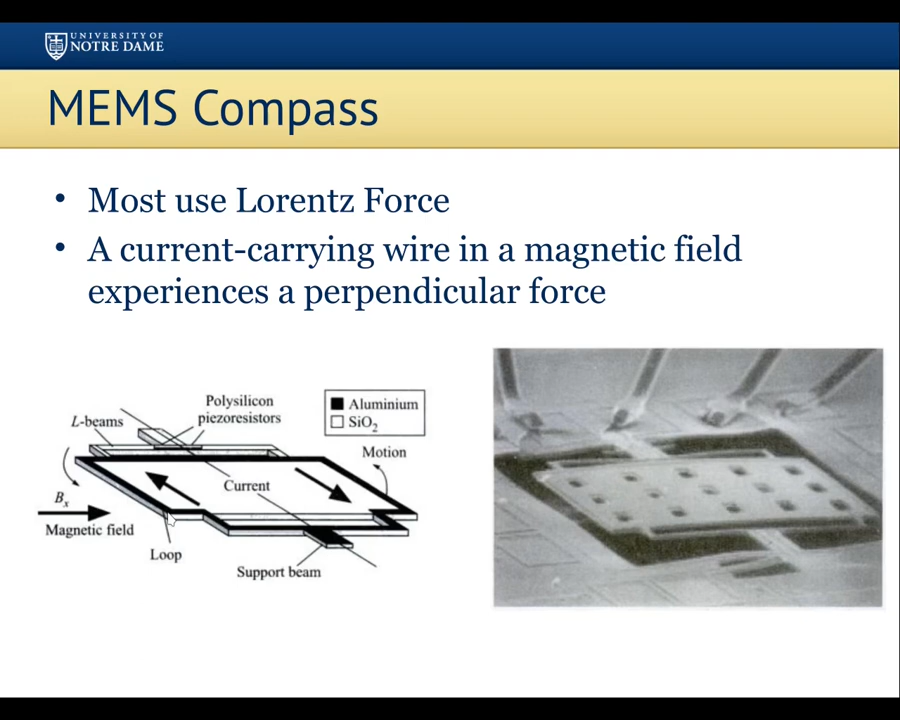 UNIVERSITY OF
NOTRE DAME
MEMS Compass
• Most use Lorentz Force
• A current-carrying wire in a magnetic field
experiences a perpendicular force
Polysilicon
piezoresistors
L-beams
Aluminium
SiO₂
Motion
Current
Bₓ
Magnetic field
Loop
Support beam